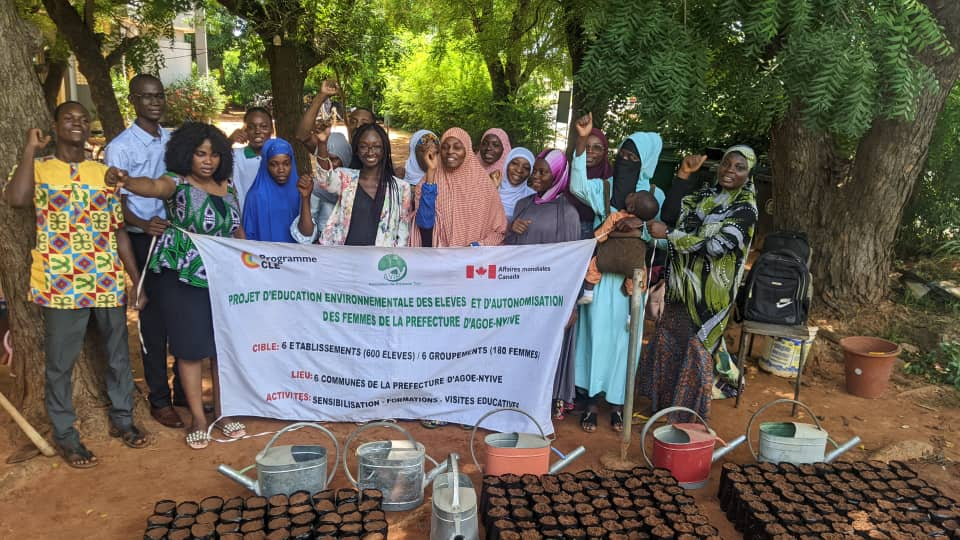 Programme
CLÉ
Affaires mondiales
Canada
PROJET D'EDUCATION ENVIRONNEMENTALE DES ELEVES ET D'AUTONOMISATION
DES FEMMES DE LA PREFECTURE D'AGOE-NYIVE
CIBLE: 6 ETABLISSEMENTS (600 ELEVES) / 6 GROUPEMENTS (180 FEMMES)
LIEU: 6 COMMUNES DE LA PREFECTURE D'AGOE-NYIVE
ACTIVITES: SENSIBILISATION - FORMATIONS - VISITES EDUCATIVES